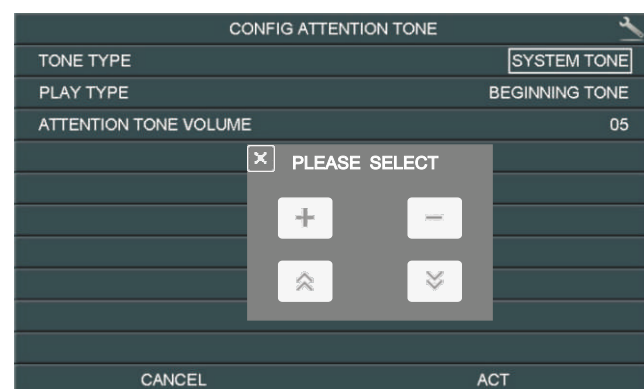 CONFIG ATTENTION TONE
TONE TYPE SYSTEM TONE
PLAY TYPE BEGINNING TONE
ATTENTION TONE VOLUME 05
PLEASE SELECT
CANCEL ACT